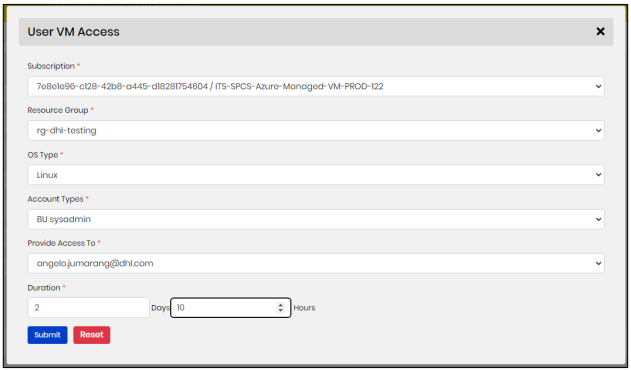 User VM Access ×
Subscription *
7e8e1e96-c128-42b8-a445-d18281754604 / ITS-SPCS-Azure-Managed-VM-PROD-122
Resource Group *
rg-dhl-testing
OS Type *
Linux
Account Types *
BU sysadmin
Provide Access To *
angelo.jumarang@dhl.com
Duration *
2 Days 10 Hours
Submit Reset